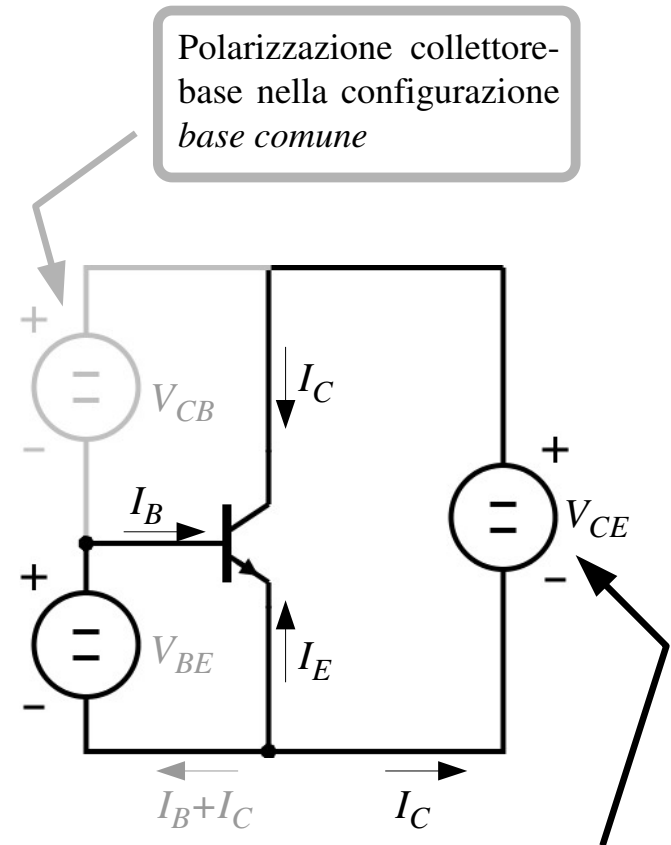 Polarizzazione collettore-
base nella configurazione
base comune
+
V_CB
−
I_C
I_B
+
V_CE
−
+
V_BE
−
I_E
I_B+I_C
I_C